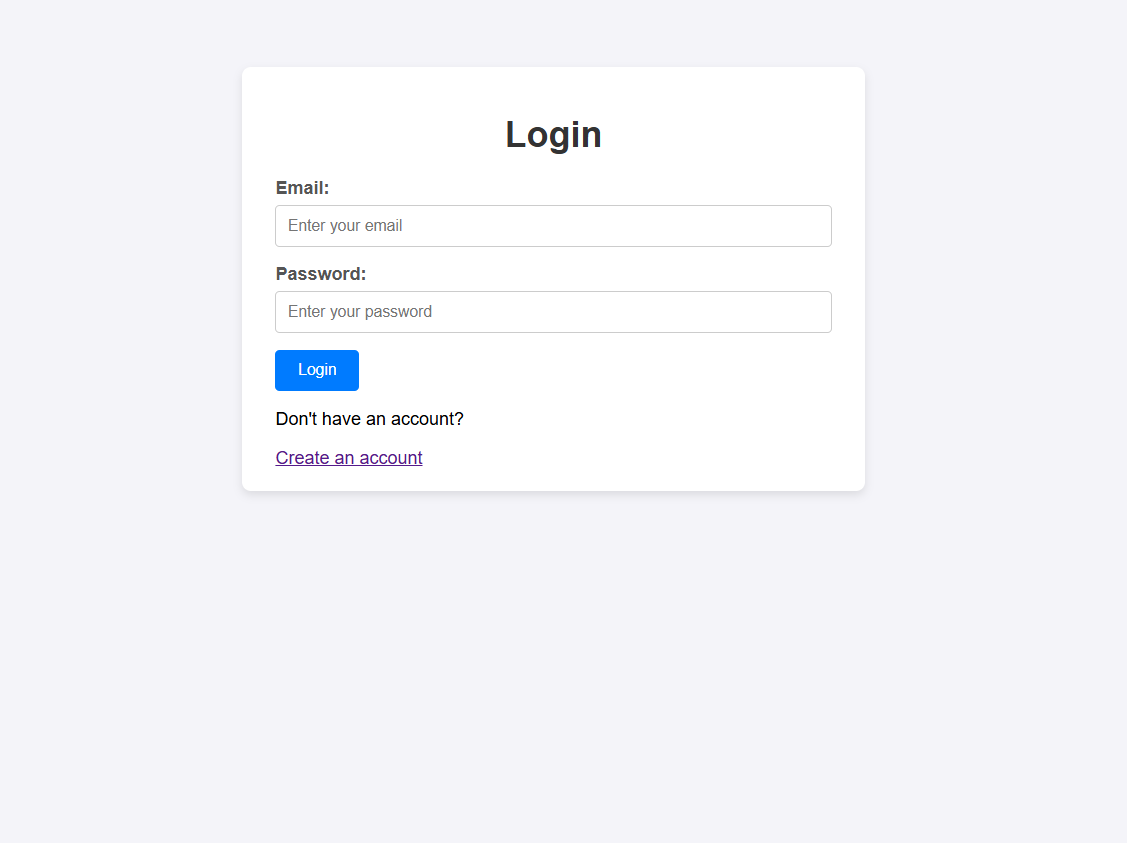 Login
Email:
Enter your email
Password:
Enter your password
Login
Don't have an account?
Create an account